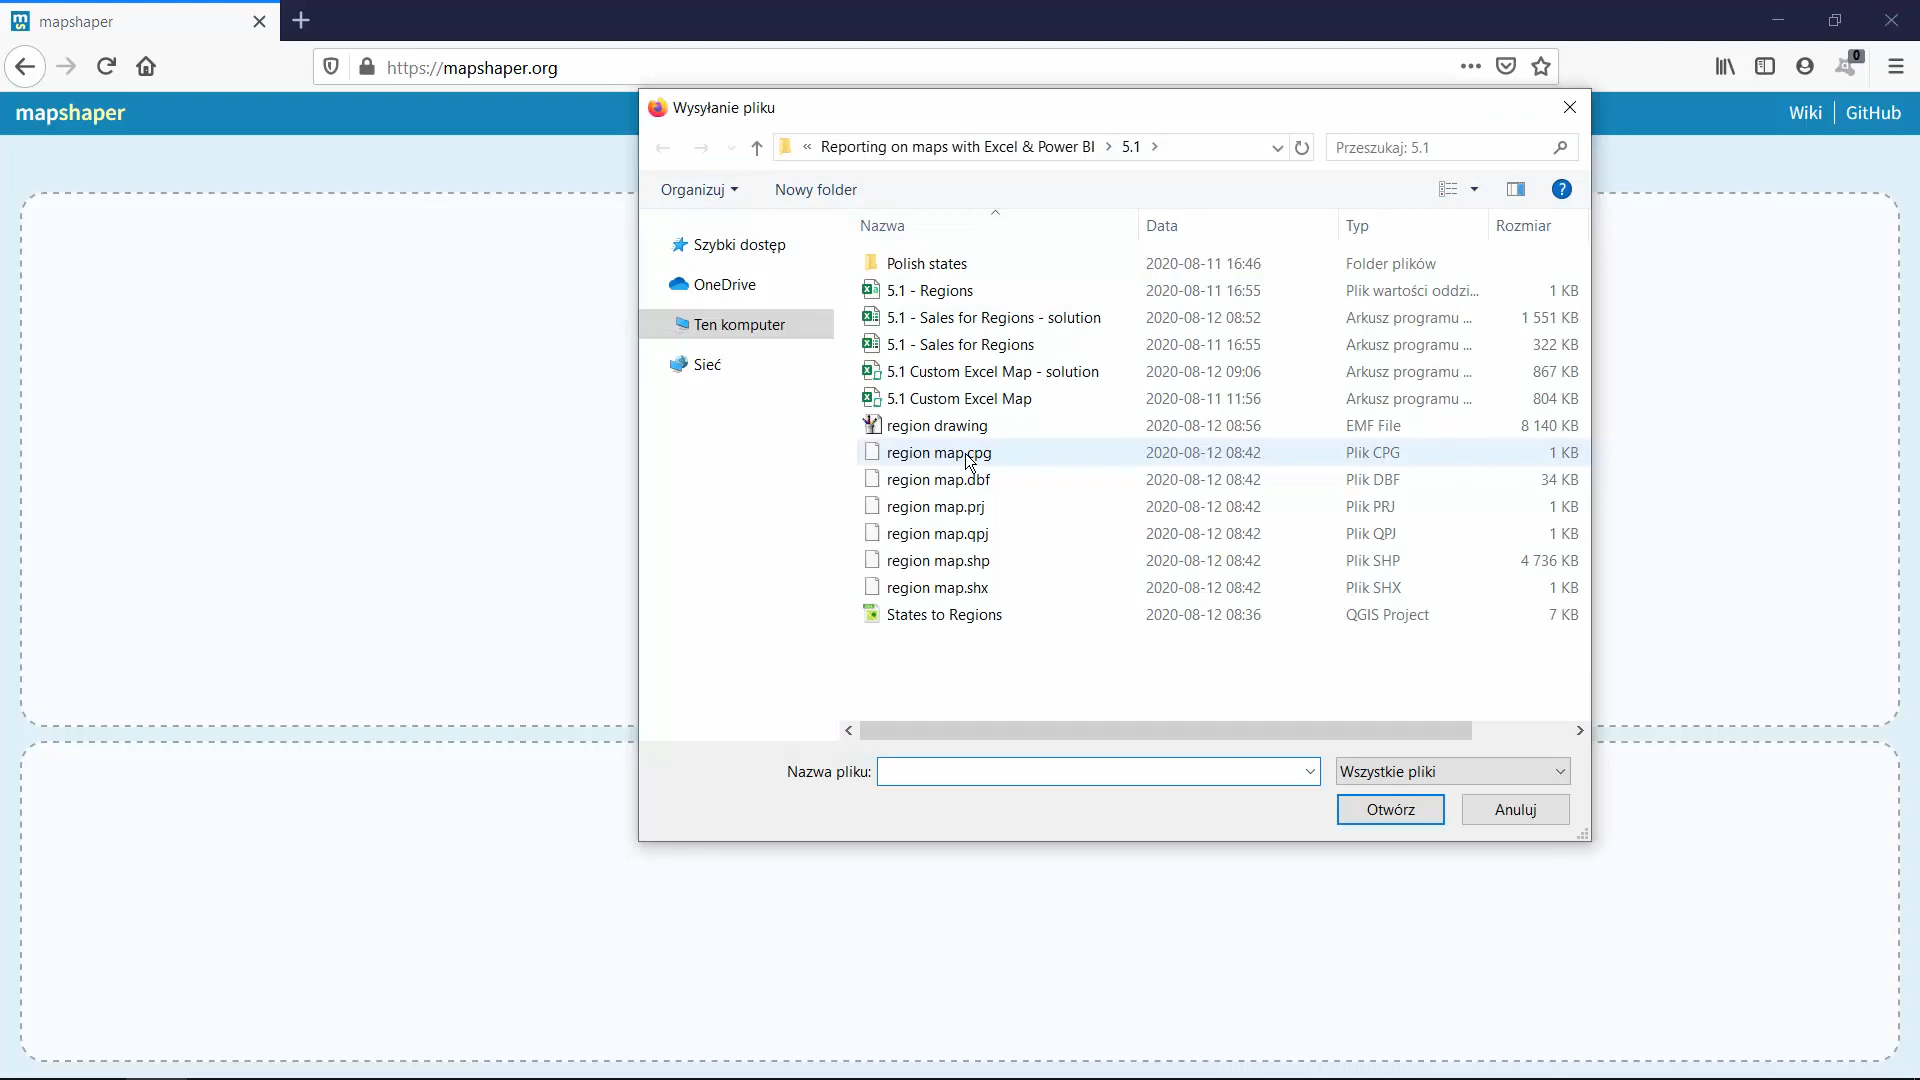 mapshaper
https://mapshaper.org
0
mapshaper
Wiki
GitHub
Wysyłanie pliku
« Reporting on maps with Excel & Power BI > 5.1 >
Przeszukaj: 5.1
Organizuj
Nowy folder
?
Szybki dostęp
OneDrive
Ten komputer
Sieć
Nazwa Data Typ Rozmiar
Polish states 2020-08-11 16:46 Folder plików
5.1 - Regions 2020-08-11 16:55 Plik wartości oddzi... 1 KB
5.1 - Sales for Regions - solution 2020-08-12 08:52 Arkusz programu ... 1 551 KB
5.1 - Sales for Regions 2020-08-11 16:55 Arkusz programu ... 322 KB
5.1 Custom Excel Map - solution 2020-08-12 09:06 Arkusz programu ... 867 KB
5.1 Custom Excel Map 2020-08-11 11:56 Arkusz programu ... 804 KB
region drawing 2020-08-12 08:56 EMF File 8 140 KB
region map.cpg 2020-08-12 08:42 Plik CPG 1 KB
region map.dbf 2020-08-12 08:42 Plik DBF 34 KB
region map.prj 2020-08-12 08:42 Plik PRJ 1 KB
region map.qpj 2020-08-12 08:42 Plik QPJ 1 KB
region map.shp 2020-08-12 08:42 Plik SHP 4 736 KB
region map.shx 2020-08-12 08:42 Plik SHX 1 KB
States to Regions 2020-08-12 08:36 QGIS Project 7 KB
Nazwa pliku:
Wszystkie pliki
Otwórz
Anuluj